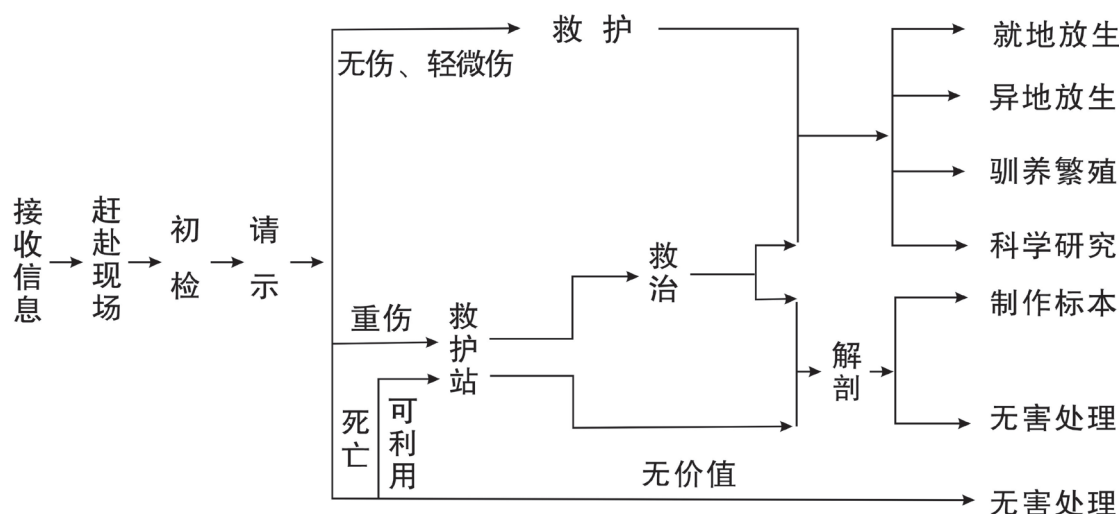 接收信息
赶赴现场
初检
请示
无伤、轻微伤
救护
重伤
死亡
可利用
救护站
救治
解剖
无价值
就地放生
异地放生
驯养繁殖
科学研究
制作标本
无害处理
无害处理